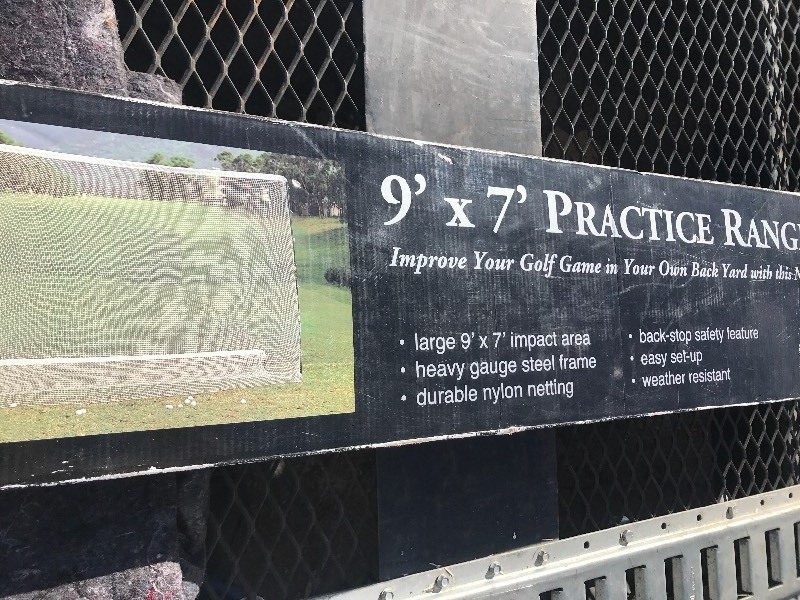 9’ x 7’ PRACTICE RANG
Improve Your Golf Game in Your Own Back Yard with this
• large 9’ x 7’ impact area
• heavy gauge steel frame
• durable nylon netting
• back-stop safety feature
• easy set-up
• weather resistant